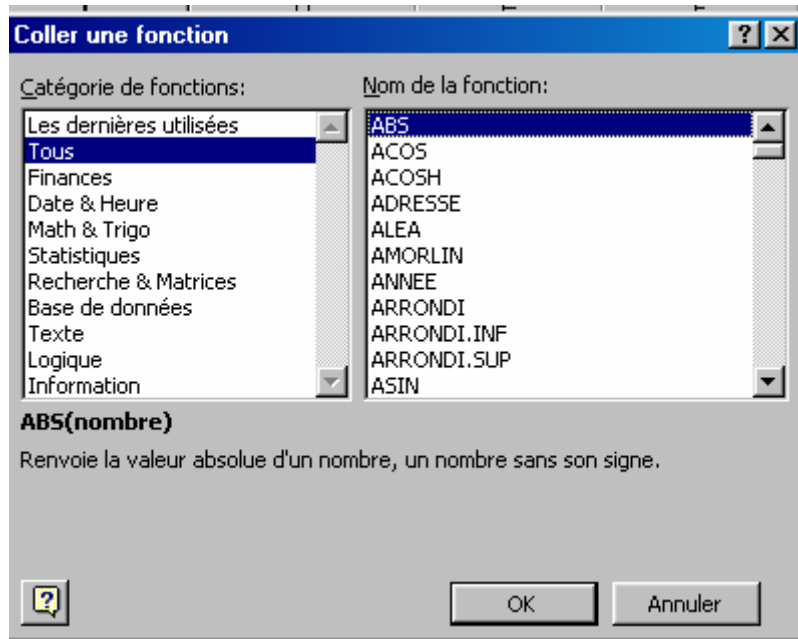 Coller une fonction
Catégorie de fonctions:
Les dernières utilisées
Tous
Finances
Date & Heure
Math & Trigo
Statistiques
Recherche & Matrices
Base de données
Texte
Logique
Information
Nom de la fonction:
ABS
ACOS
ACOSH
ADRESSE
ALEA
AMORLIN
ANNEE
ARRONDI
ARRONDI.INF
ARRONDI.SUP
ASIN
ABS(nombre)
Renvoie la valeur absolue d'un nombre, un nombre sans son signe.
OK
Annuler